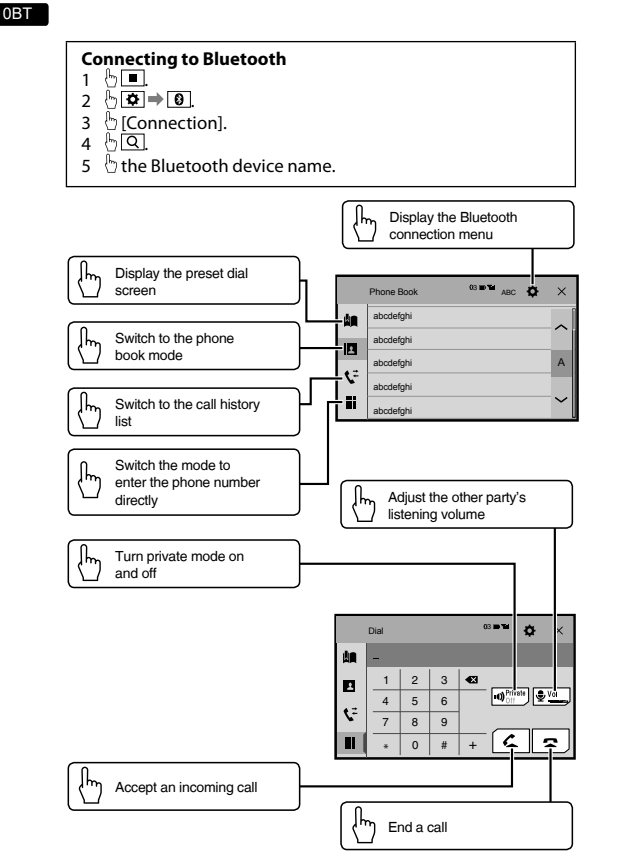 0BT
Connecting to Bluetooth
1 .
2 .
3 [Connection].
4 .
5 the Bluetooth device name.
Display the Bluetooth
connection menu
Display the preset dial
screen
Switch to the phone
book mode
Switch to the call history
list
Switch the mode to
enter the phone number
directly
Phone Book 03 ABC
abcdefghi
abcdefghi
abcdefghi
abcdefghi
abcdefghi
A
Adjust the other party's
listening volume
Turn private mode on
and off
Dial 03
–
1 2 3
4 5 6
7 8 9
* 0 # +
Private
Off
Vol
Accept an incoming call
End a call